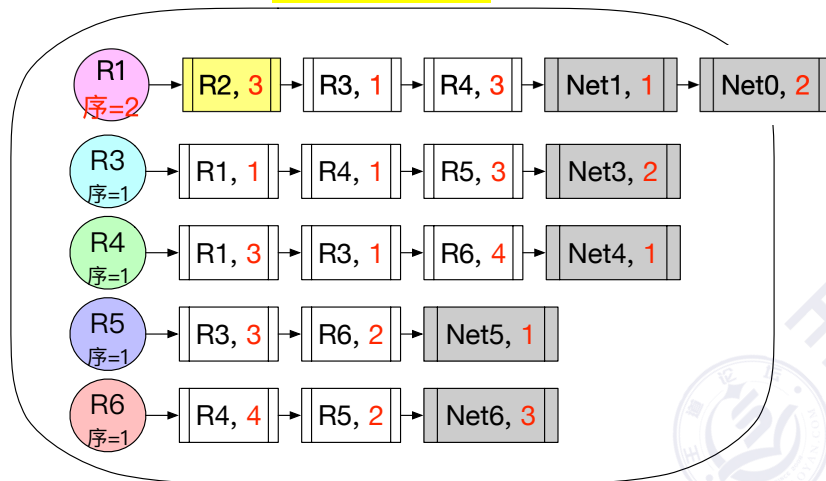 R1
序=2
R2, 3
R3, 1
R4, 3
Net1, 1
Net0, 2
R3
序=1
R1, 1
R4, 1
R5, 3
Net3, 2
R4
序=1
R1, 3
R3, 1
R6, 4
Net4, 1
R5
序=1
R3, 3
R6, 2
Net5, 1
R6
序=1
R4, 4
R5, 2
Net6, 3